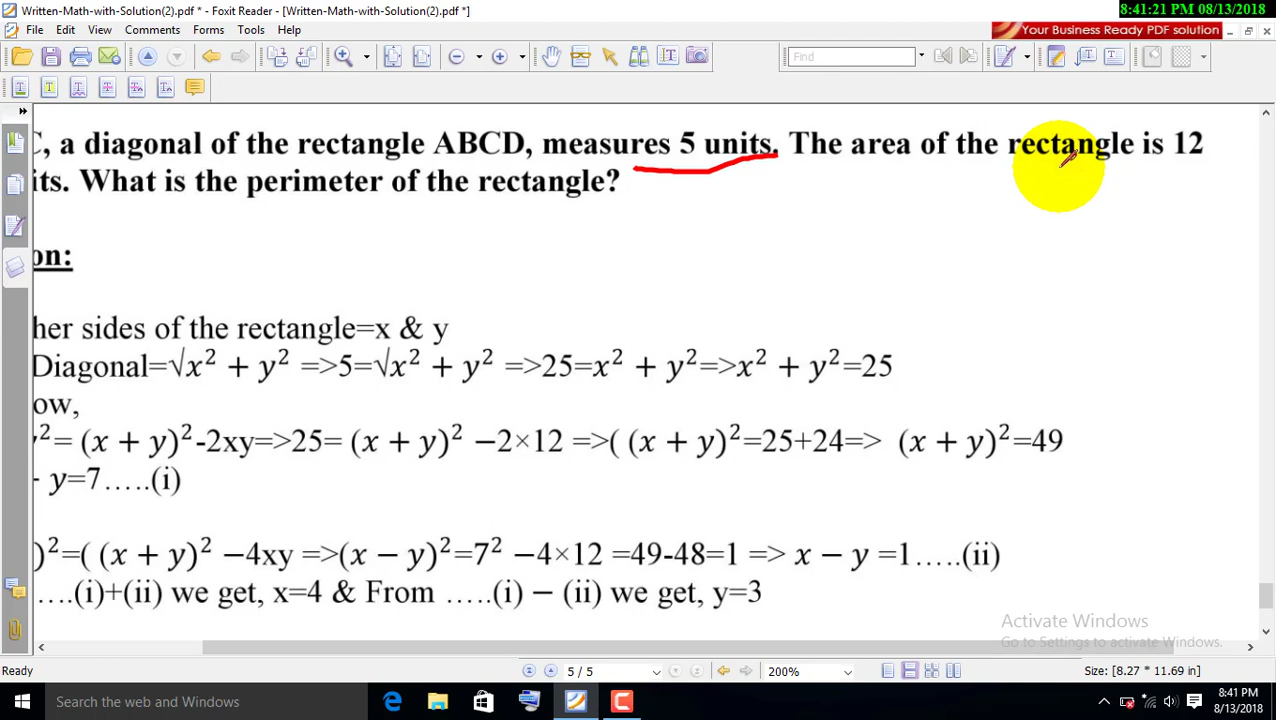 Written-Math-with-Solution(2).pdf * - Foxit Reader - [Written-Math-with-Solution(2).pdf *]
8:41:21 PM 08/13/2018
File Edit View Comments Forms Tools Help
Your Business Ready PDF solution
Find
C, a diagonal of the rectangle ABCD, measures 5 units. The area of the rectangle is 12
its. What is the perimeter of the rectangle?
on:
her sides of the rectangle=x & y
Diagonal=√x² + y² =>5=√x² + y² =>25=x² + y²=>x² + y²=25
ow,
y²= (x + y)²-2xy=>25= (x + y)² −2×12 =>( (x + y)²=25+24=> (x + y)²=49
- y=7…..(i)
)²=( (x + y)² −4xy =>(x − y)²=7² −4×12 =49-48=1 => x − y =1…..(ii)
….(i)+(ii) we get, x=4 & From …..(i) − (ii) we get, y=3
Activate Windows
Go to Settings to activate Windows.
Ready
5 / 5
200%
Size: [8.27 * 11.69 in]
Search the web and Windows
8:41 PM
8/13/2018